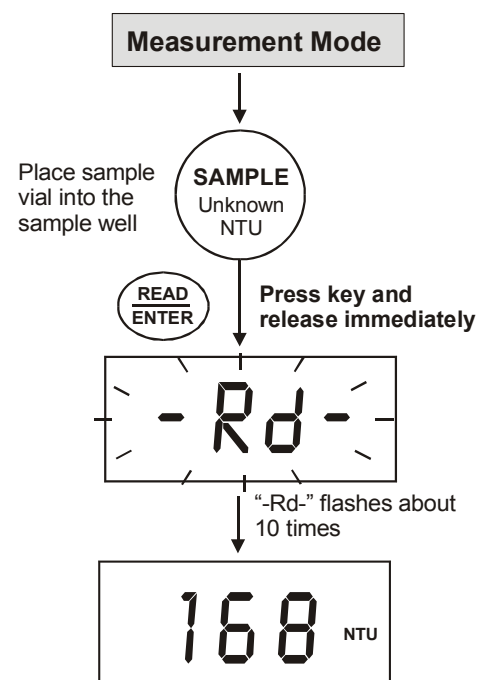 Measurement Mode
Place sample
vial into the
sample well
SAMPLE
Unknown
NTU
READ
ENTER
Press key and
release immediately
-Rd-
“-Rd-” flashes about
10 times
168 NTU